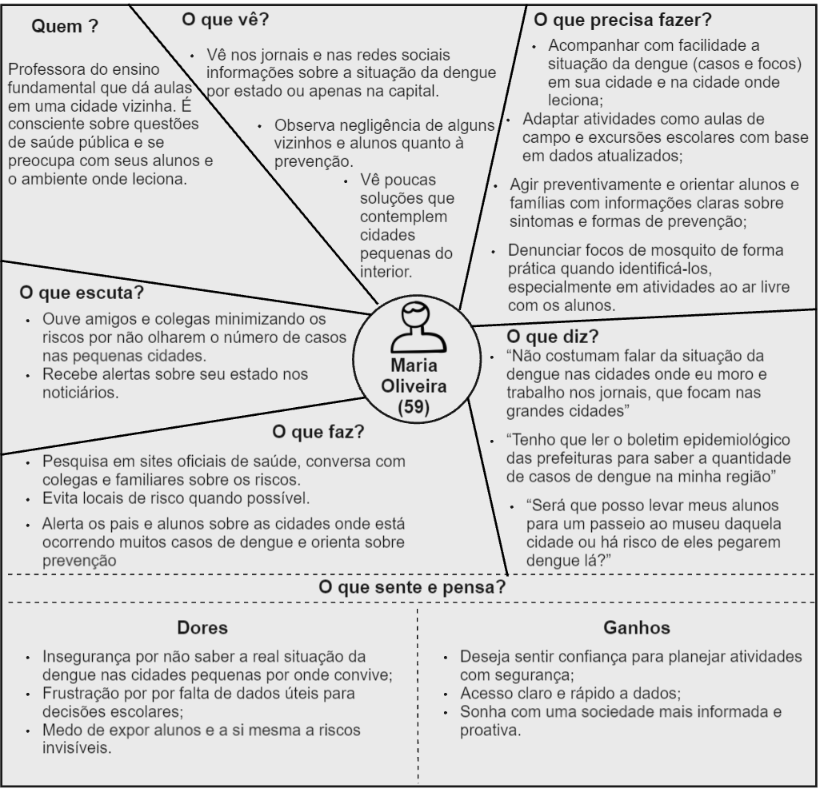 Quem ?
Professora do ensino
fundamental que dá aulas
em uma cidade vizinha. É
consciente sobre questões
de saúde pública e se
preocupa com seus alunos e
o ambiente onde leciona.
O que vê?
• Vê nos jornais e nas redes sociais
informações sobre a situação da dengue
por estado ou apenas na capital.
• Observa negligência de alguns
vizinhos e alunos quanto à
prevenção.
• Vê poucas
soluções que
contemplem
cidades
pequenas do
interior.
O que precisa fazer?
• Acompanhar com facilidade a
situação da dengue (casos e focos)
em sua cidade e na cidade onde
leciona;
• Adaptar atividades como aulas de
campo e excursões escolares com base
em dados atualizados;
• Agir preventivamente e orientar alunos e
famílias com informações claras sobre
sintomas e formas de prevenção;
• Denunciar focos de mosquito de forma
prática quando identificá-los,
especialmente em atividades ao ar livre
com os alunos.
O que escuta?
• Ouve amigos e colegas minimizando os
riscos por não olharem o número de casos
nas pequenas cidades.
• Recebe alertas sobre seu estado nos
noticiários.
Maria
Oliveira
(59)
O que diz?
• “Não costumam falar da situação da
dengue nas cidades onde eu moro e
trabalho nos jornais, que focam nas
grandes cidades”
• “Tenho que ler o boletim epidemiológico
das prefeituras para saber a quantidade
de casos de dengue na minha região”
• “Será que posso levar meus alunos
para um passeio ao museu daquela
cidade ou há risco de eles pegarem
dengue lá?”
O que faz?
• Pesquisa em sites oficiais de saúde, conversa com
colegas e familiares sobre os riscos.
• Evita locais de risco quando possível.
• Alerta os pais e alunos sobre as cidades onde está
ocorrendo muitos casos de dengue e orienta sobre
prevenção
O que sente e pensa?
Dores
• Insegurança por não saber a real situação da
dengue nas cidades pequenas por onde convive;
• Frustração por por falta de dados úteis para
decisões escolares;
• Medo de expor alunos e a si mesma a riscos
invisíveis.
Ganhos
• Deseja sentir confiança para planejar atividades
com segurança;
• Acesso claro e rápido a dados;
• Sonha com uma sociedade mais informada e
proativa.